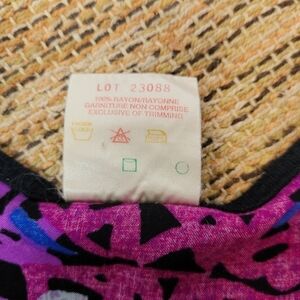 LOT 23088
100% RAYON/RAYONNE
GARNITURE NON COMPRISE
EXCLUSIVE OF TRIMMING